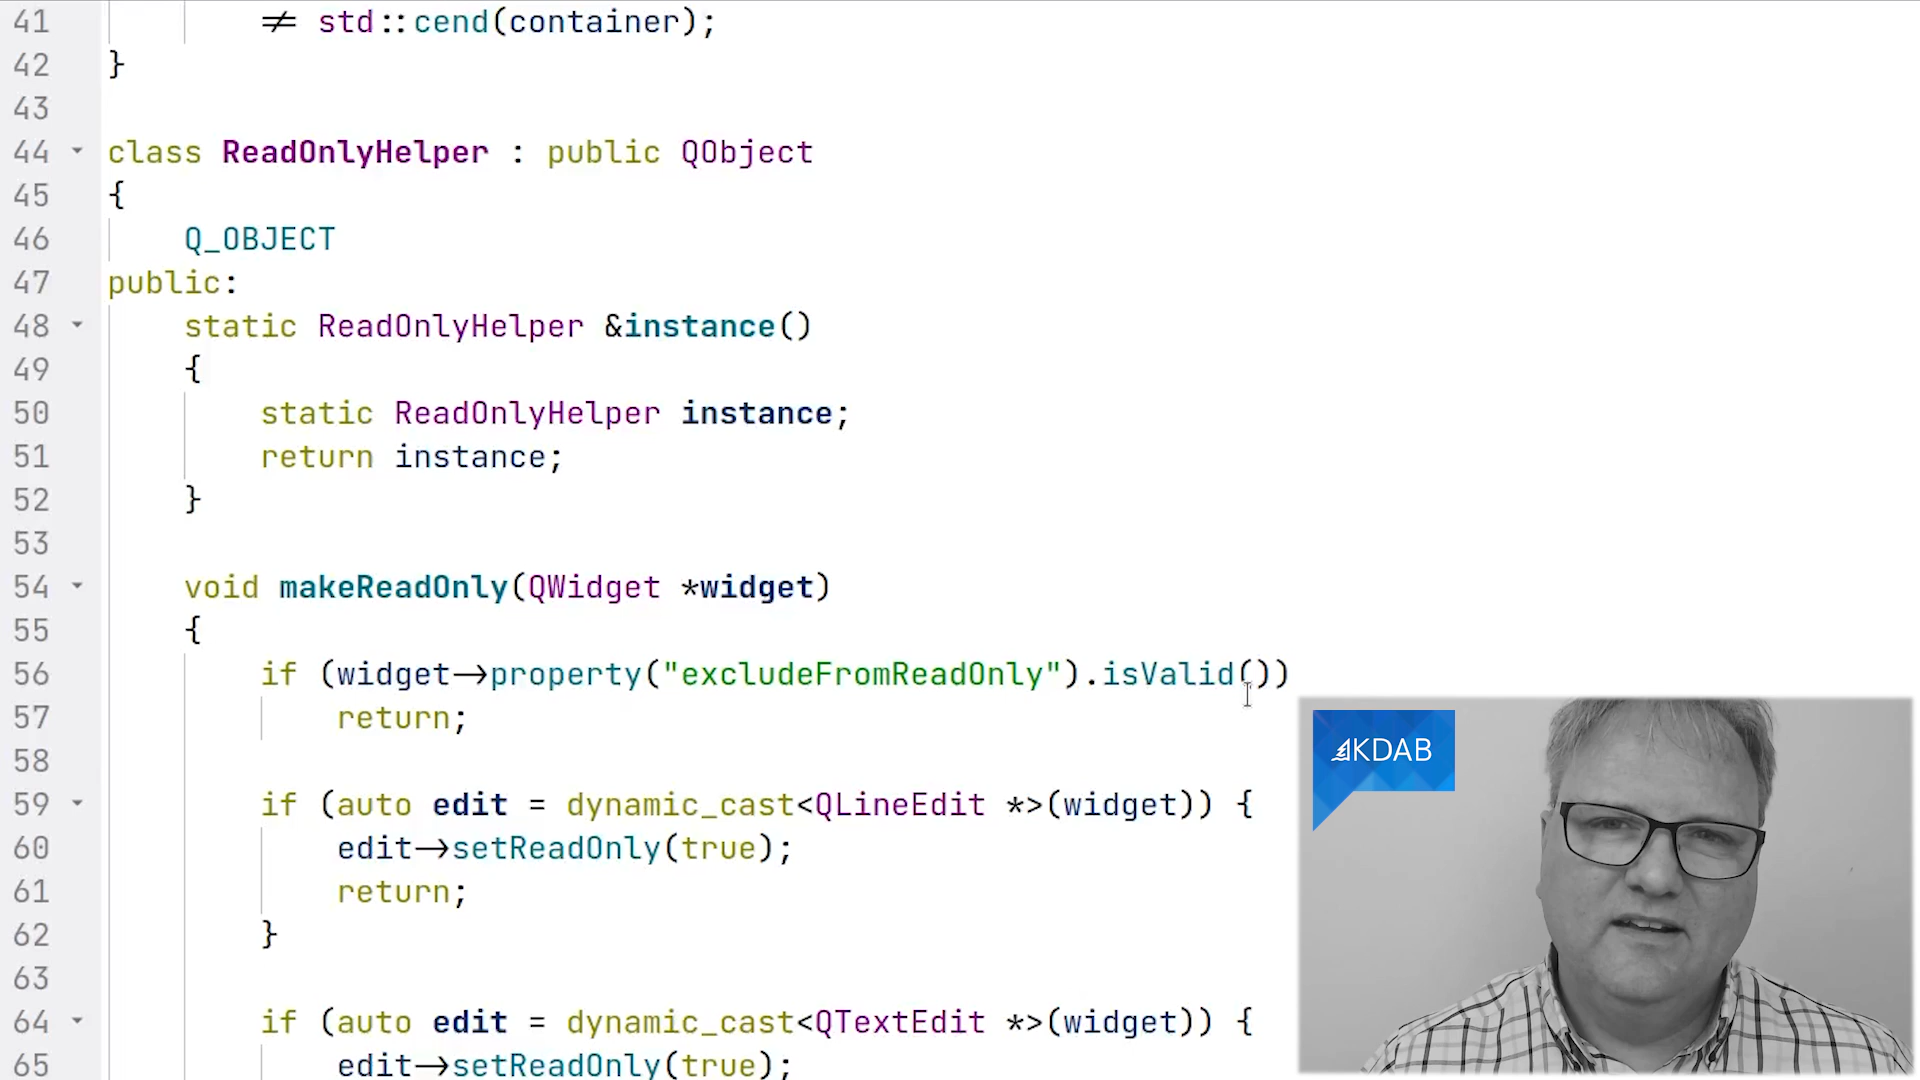 41 ≠ std::cend(container);
42 }
43
44 class ReadOnlyHelper : public QObject
45 {
46 Q_OBJECT
47 public:
48 static ReadOnlyHelper &instance()
49 {
50 static ReadOnlyHelper instance;
51 return instance;
52 }
53
54 void makeReadOnly(QWidget *widget)
55 {
56 if (widget→property("excludeFromReadOnly").isValid())
57 return;
58
59 if (auto edit = dynamic_cast<QLineEdit *>(widget)) {
60 edit→setReadOnly(true);
61 return;
62 }
63
64 if (auto edit = dynamic_cast<QTextEdit *>(widget)) {
65 edit→setReadOnly(true);
KDAB